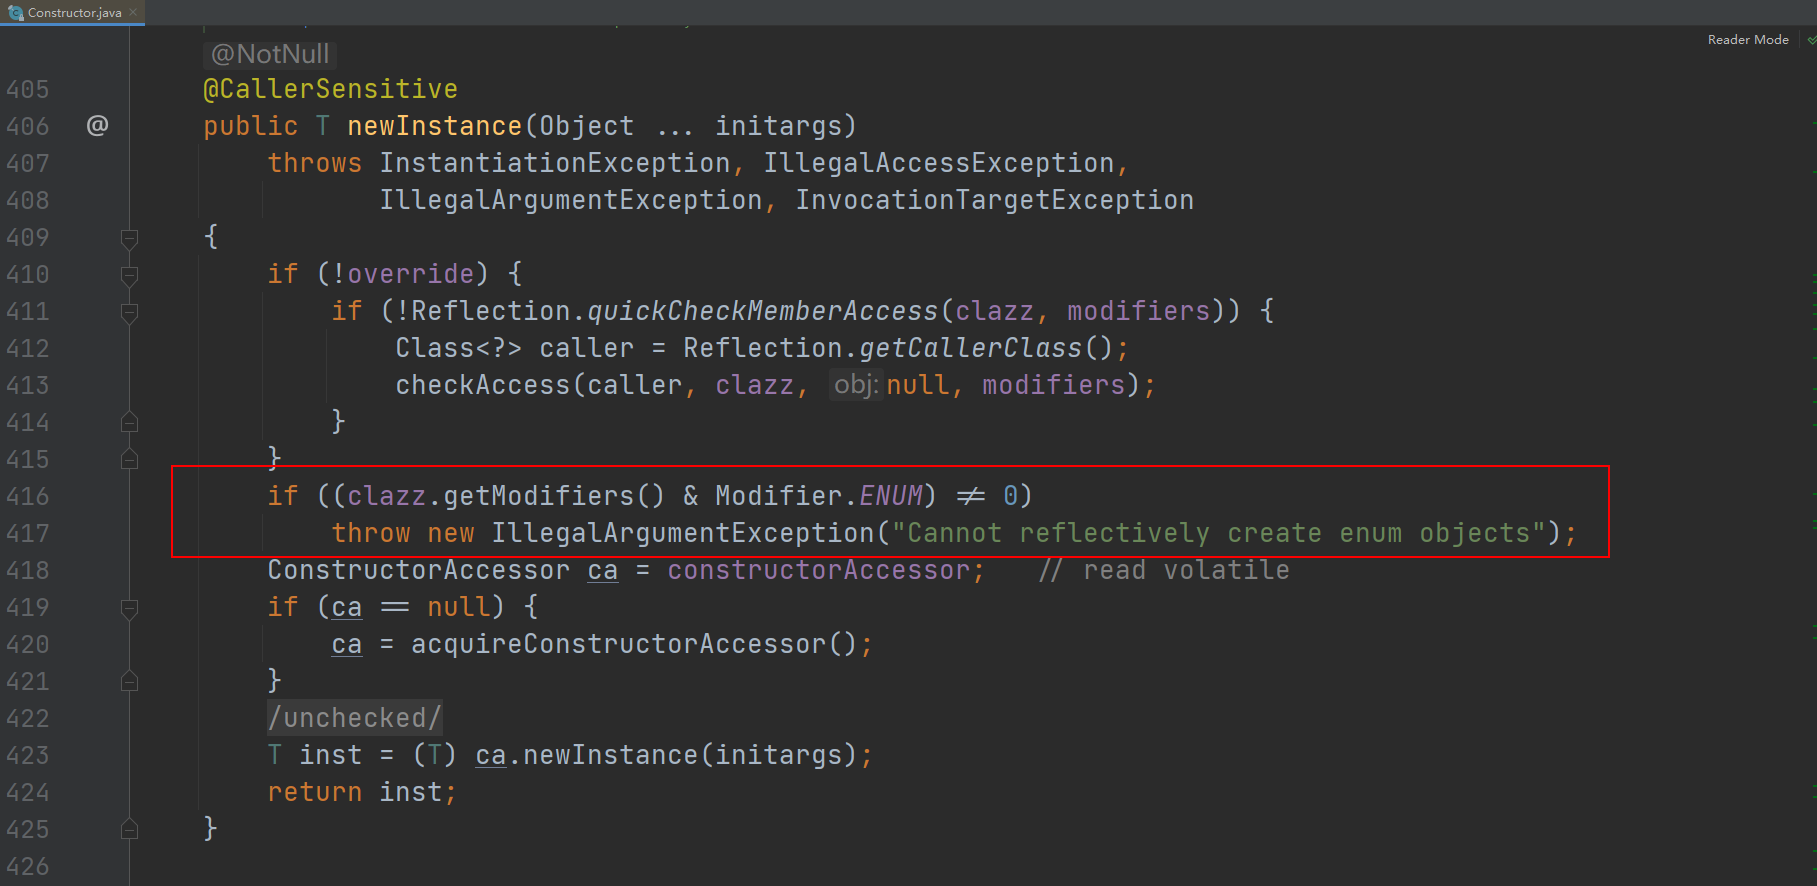 Constructor.java
Reader Mode
@NotNull
405 @CallerSensitive
406 @ public T newInstance(Object ... initargs)
407 throws InstantiationException, IllegalAccessException,
408 IllegalArgumentException, InvocationTargetException
409 {
410 if (!override) {
411 if (!Reflection.quickCheckMemberAccess(clazz, modifiers)) {
412 Class<?> caller = Reflection.getCallerClass();
413 checkAccess(caller, clazz, obj: null, modifiers);
414 }
415 }
416 if ((clazz.getModifiers() & Modifier.ENUM) != 0)
417 throw new IllegalArgumentException("Cannot reflectively create enum objects");
418 ConstructorAccessor ca = constructorAccessor; // read volatile
419 if (ca == null) {
420 ca = acquireConstructorAccessor();
421 }
422 /unchecked/
423 T inst = (T) ca.newInstance(initargs);
424 return inst;
425 }
426